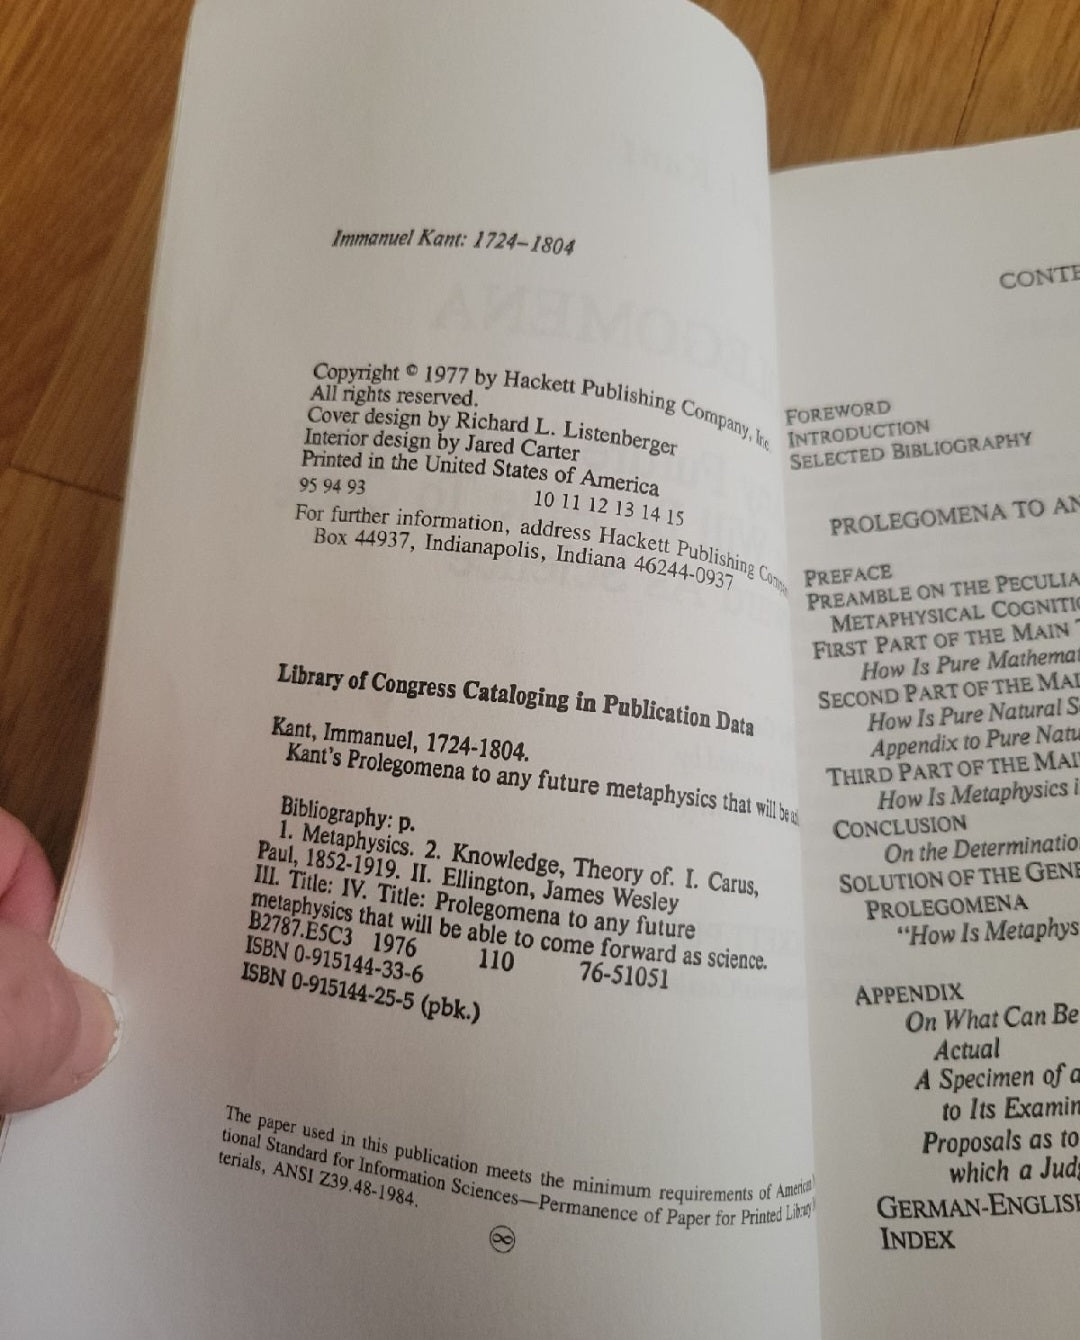 Immanuel Kant: 1724–1804
Copyright © 1977 by Hackett Publishing Company, Inc.
All rights reserved.
Cover design by Richard L. Listenberger
Interior design by Jared Carter
Printed in the United States of America
95 94 93 10 11 12 13 14 15
For further information, address Hackett Publishing
Box 44937, Indianapolis, Indiana 46244-0937
Library of Congress Cataloging in Publication Data
Kant, Immanuel, 1724-1804.
Kant's Prolegomena to any future metaphysics that will be
Bibliography: p.
1. Metaphysics. 2. Knowledge, Theory of. I. Carus,
Paul, 1852-1919. II. Ellington, James Wesley
III. Title: IV. Title: Prolegomena to any future
metaphysics that will be able to come forward as science.
B2787.E5C3 1976 110 76-51051
ISBN 0-915144-33-6
ISBN 0-915144-25-5 (pbk.)
The paper used in this publication meets the minimum requirements of American
tional Standard for Information Sciences—Permanence of Paper for Printed Library
terials, ANSI Z39.48-1984.
∞
CONTE
FOREWORD
INTRODUCTION
SELECTED BIBLIOGRAPHY
PROLEGOMENA TO AN
PREFACE
PREAMBLE ON THE PECULIA
METAPHYSICAL COGNITIO
FIRST PART OF THE MAIN
How Is Pure Mathemat
SECOND PART OF THE MAI
How Is Pure Natural S
Appendix to Pure Natu
THIRD PART OF THE MAI
How Is Metaphysics i
CONCLUSION
On the Determinatio
SOLUTION OF THE GENE
PROLEGOMENA
"How Is Metaphys
APPENDIX
On What Can Be
Actual
A Specimen of a
to Its Examin
Proposals as to
which a Judg
GERMAN-ENGLISH
INDEX